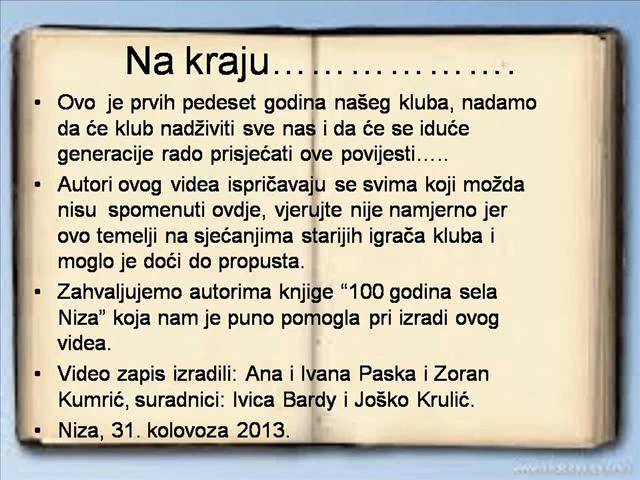 Na kraju……………….
• Ovo je prvih pedeset godina našeg kluba, nadamo
da će klub nadživiti sve nas i da će se iduće
generacije rado prisjećati ove povijesti…..
• Autori ovog videa ispričavaju se svima koji možda
nisu spomenuti ovdje, vjerujte nije namjerno jer
ovo temelji na sjećanjima starijih igrača kluba i
moglo je doći do propusta.
• Zahvaljujemo autorima knjige “100 godina sela
Niza” koja nam je puno pomogla pri izradi ovog
videa.
• Video zapis izradili: Ana i Ivana Paska i Zoran
Kumrić, suradnici: Ivica Bardy i Joško Krulić.
• Niza, 31. kolovoza 2013.